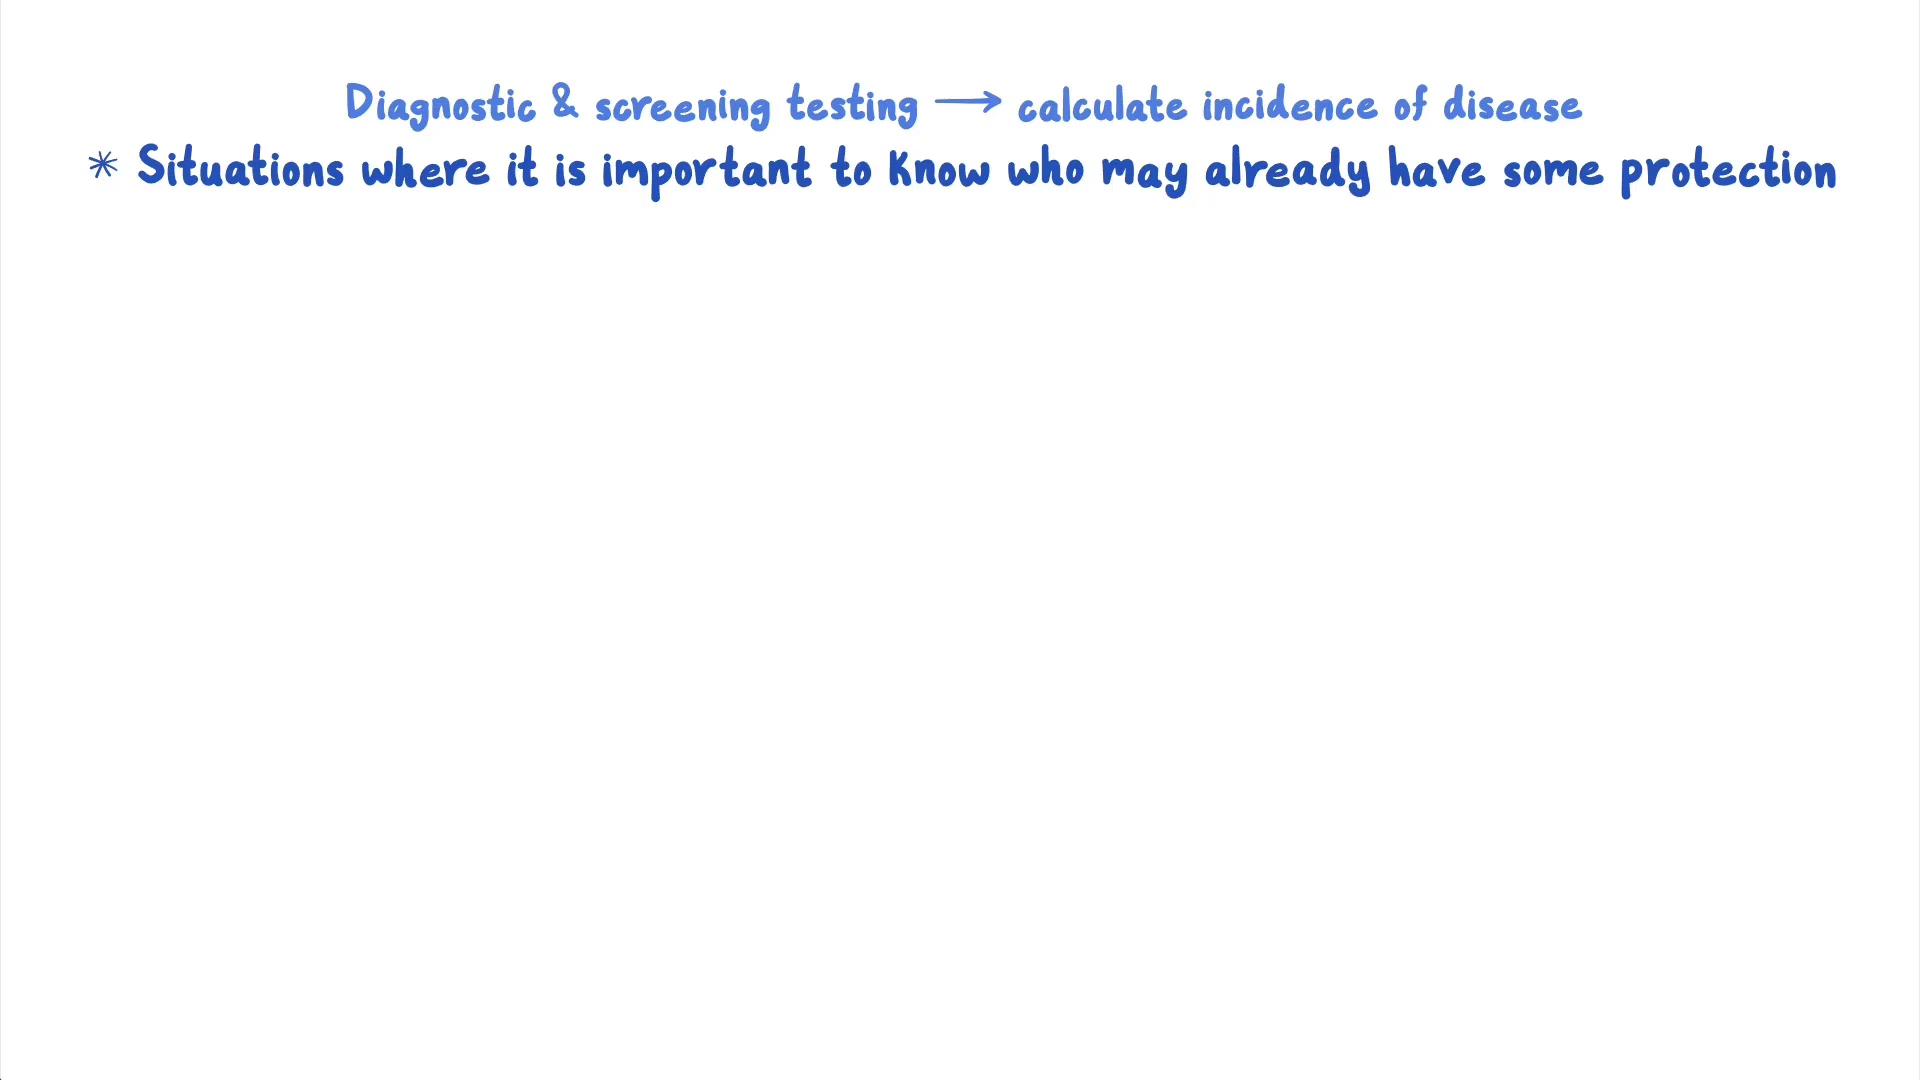 Diagnostic & screening testing → calculate incidence of disease
* Situations where it is important to know who may already have some protection